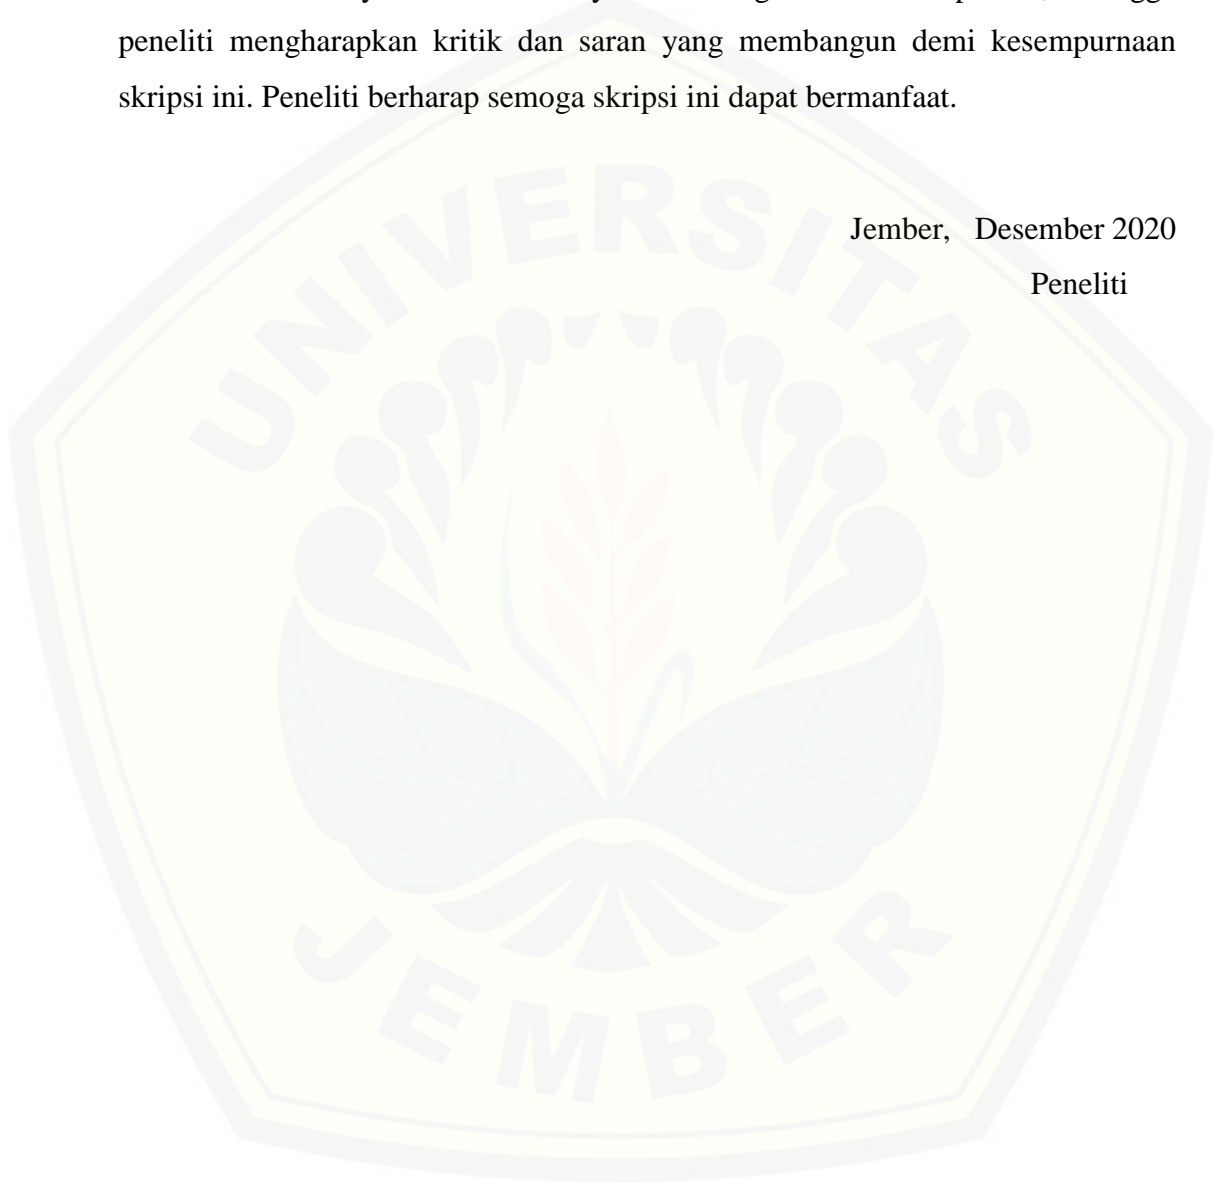 peneliti mengharapkan kritik dan saran yang membangun demi kesempurnaan
skripsi ini. Peneliti berharap semoga skripsi ini dapat bermanfaat.
Jember, Desember 2020
Peneliti
UNIVERSITAS
JEMBER